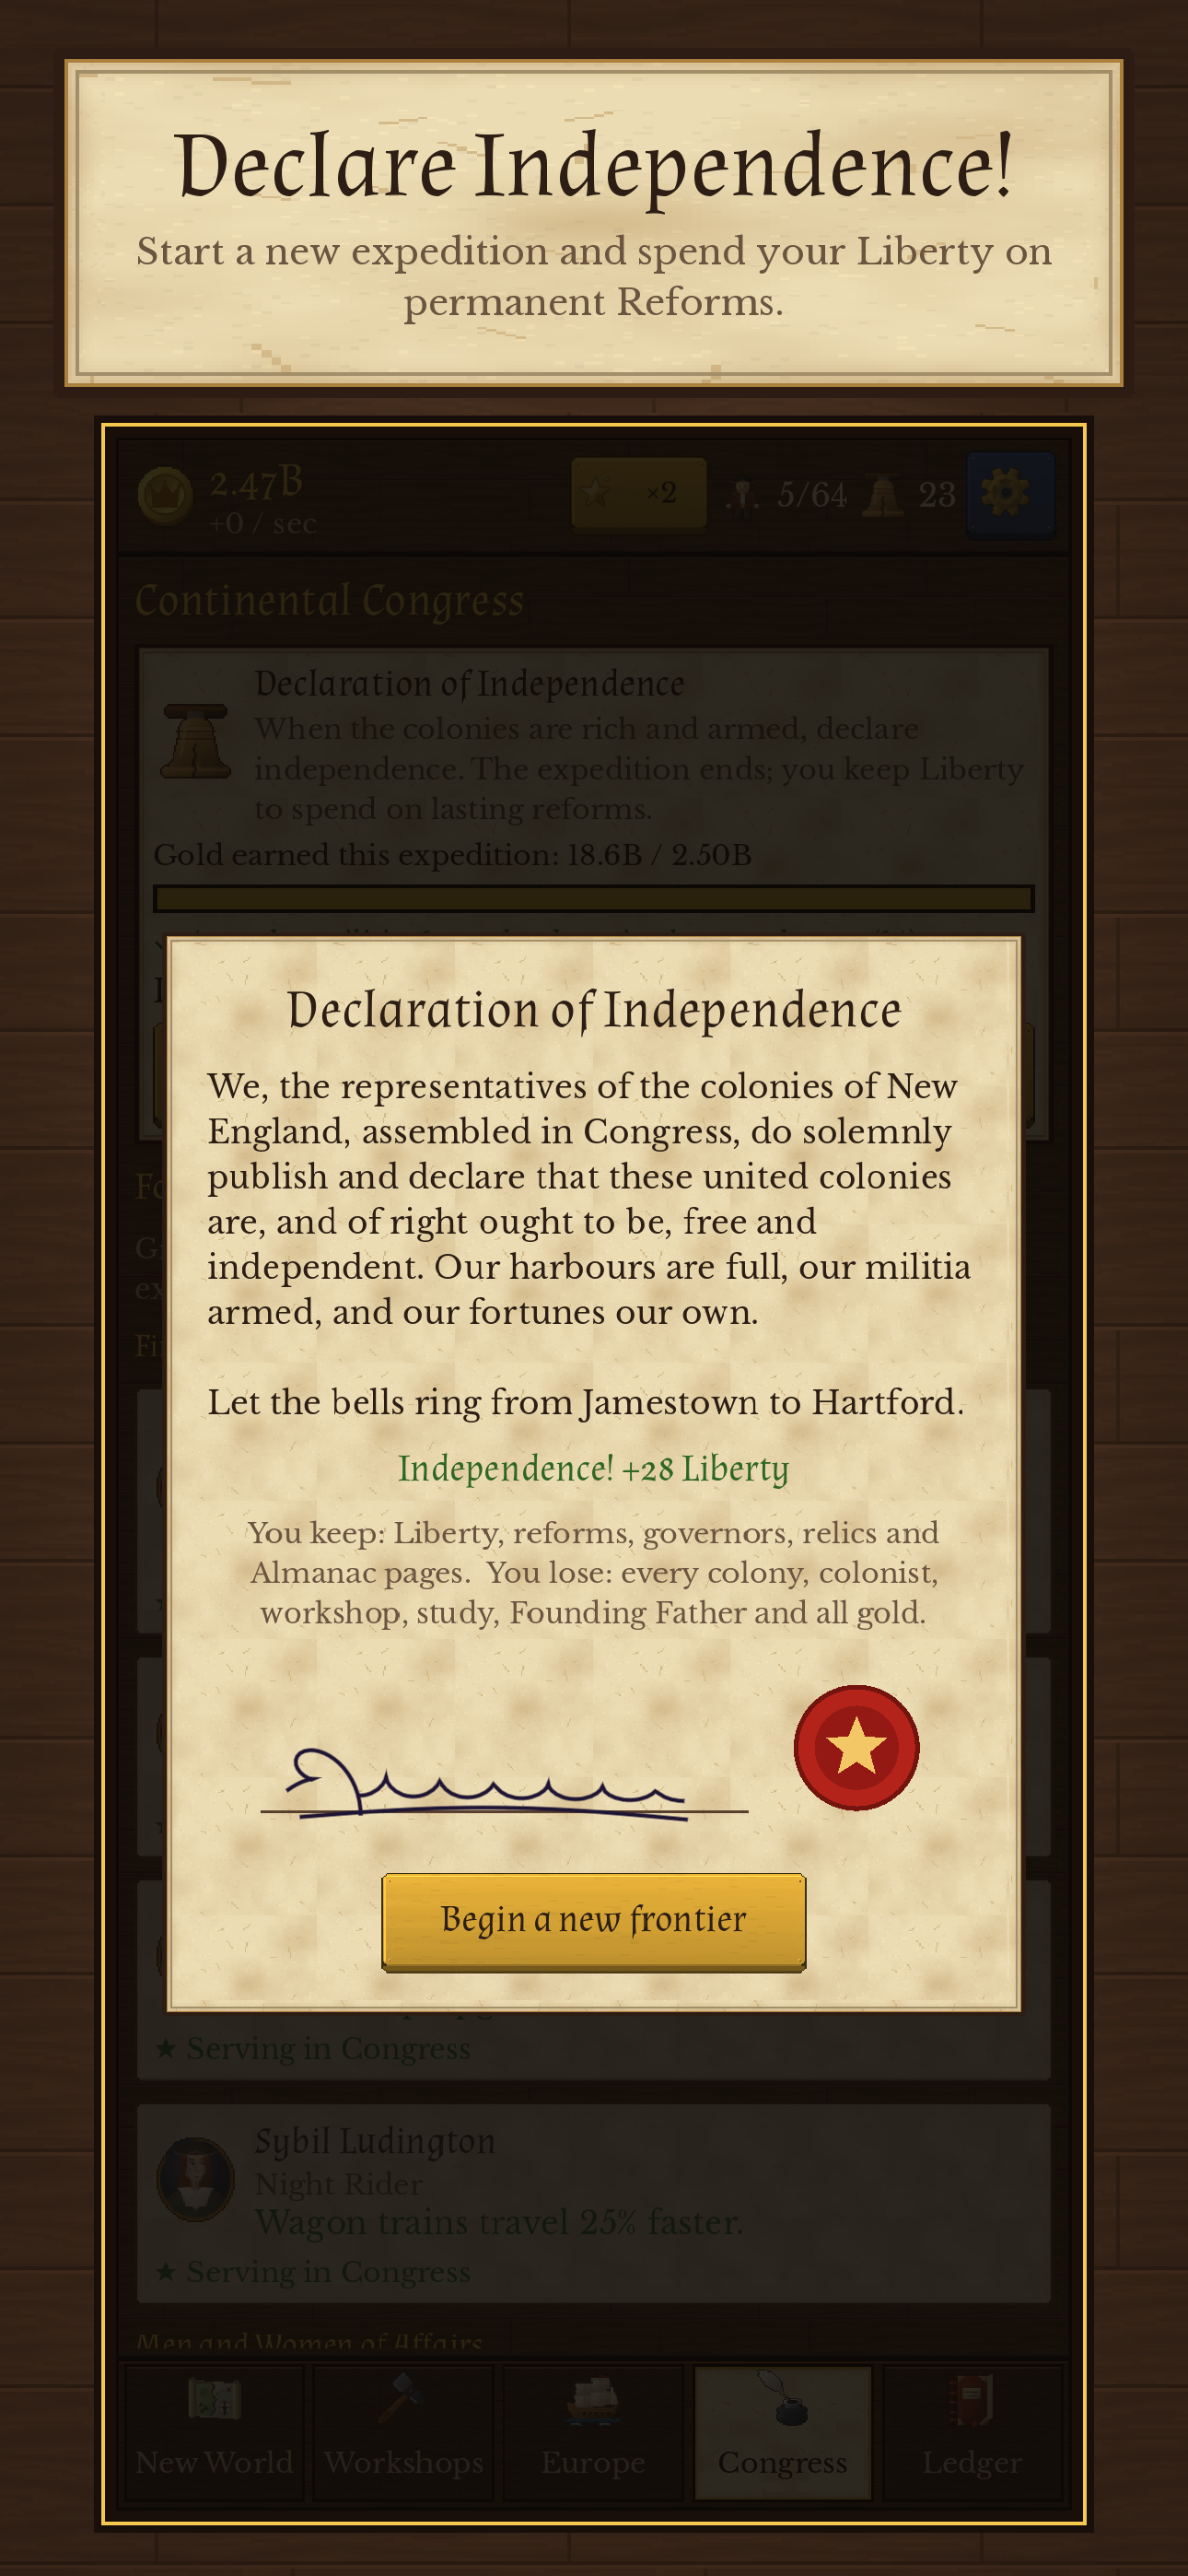 Declare Independence!
Start a new expedition and spend your Liberty on
permanent Reforms.
2.47B
+0 / sec
×2
5/64
23
Continental Congress
Declaration of Independence
When the colonies are rich and armed, declare
independence. The expedition ends; you keep Liberty
to spend on lasting reforms.
Gold earned this expedition: 18.6B / 2.50B
Declaration of Independence
We, the representatives of the colonies of New
England, assembled in Congress, do solemnly
publish and declare that these united colonies
are, and of right ought to be, free and
independent. Our harbours are full, our militia
armed, and our fortunes our own.
Let the bells ring from Jamestown to Hartford.
Independence! +28 Liberty
You keep: Liberty, reforms, governors, relics and
Almanac pages. You lose: every colony, colonist,
workshop, study, Founding Father and all gold.
Begin a new frontier
★ Serving in Congress
Sybil Ludington
Night Rider
Wagon trains travel 25% faster.
★ Serving in Congress
Men and Women of Affairs
New World
Workshops
Europe
Congress
Ledger